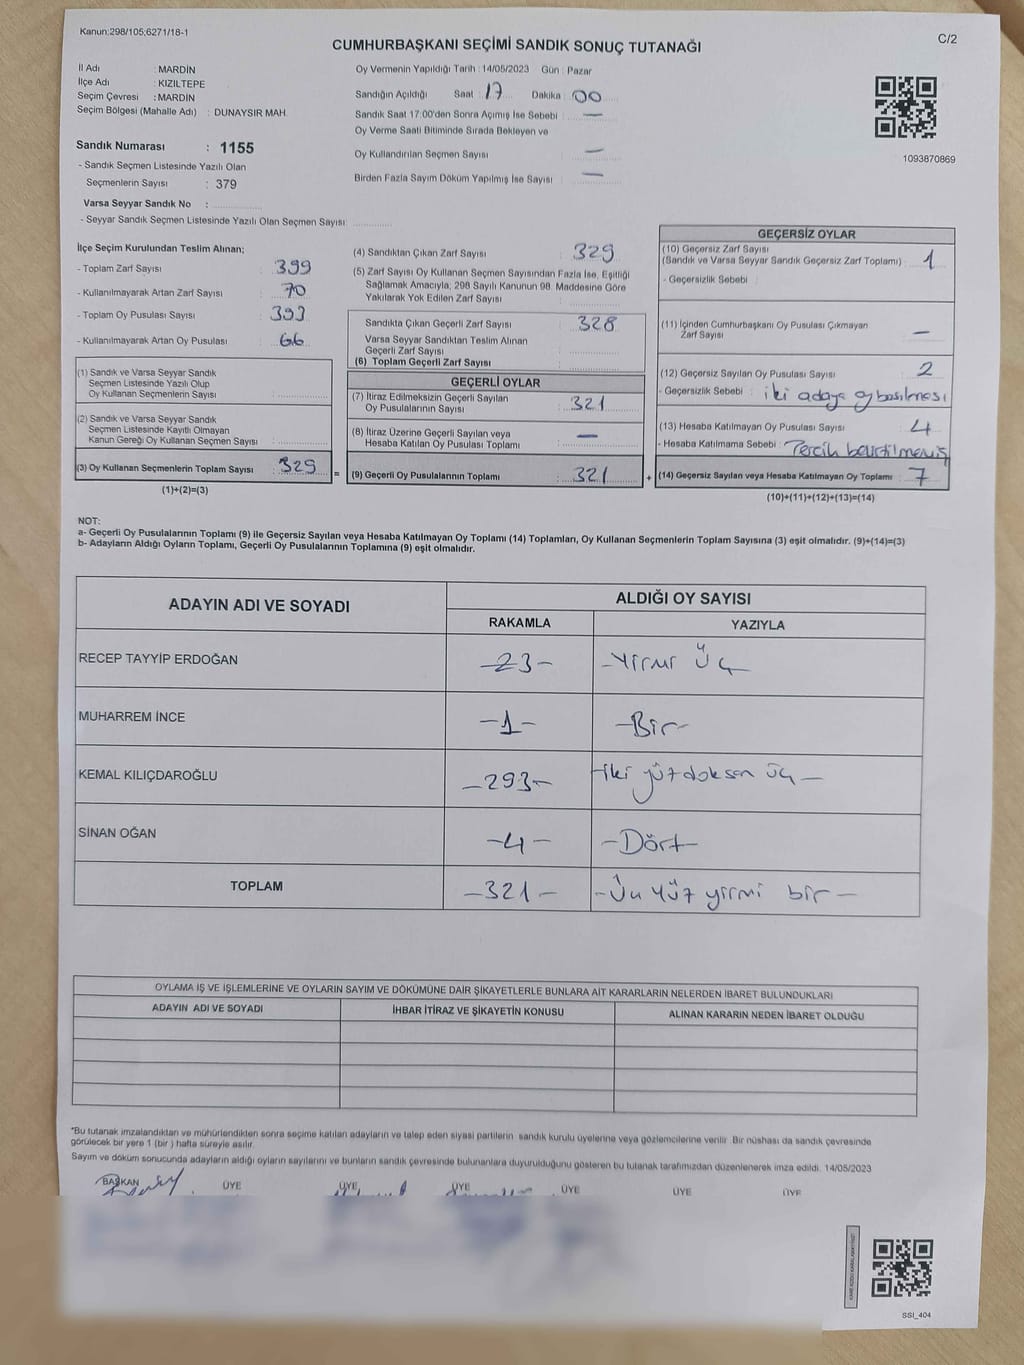 Kanun:298/105;6271/18-1
C/2
CUMHURBAŞKANI SEÇİMİ SANDIK SONUÇ TUTANAĞI
İl Adı : MARDİN
İlçe Adı : KIZILTEPE
Seçim Çevresi : MARDİN
Seçim Bölgesi (Mahalle Adı) : DUNAYSIR MAH.
Sandık Numarası : 1155
- Sandık Seçmen Listesinde Yazılı Olan
Seçmenlerin Sayısı : 379
Varsa Seyyar Sandık No :
- Seyyar Sandık Seçmen Listesinde Yazılı Olan Seçmen Sayısı:
Oy Vermenin Yapıldığı Tarih : 14/05/2023 Gün : Pazar
Sandığın Açıldığı Saat : 17 Dakika : 00
Sandık Saat 17:00'den Sonra Açımış İse Sebebi : —
Oy Verme Saati Bitiminde Sırada Bekleyen ve
Oy Kullandırılan Seçmen Sayısı : —
Birden Fazla Sayım Döküm Yapılmış İse Sayısı : —
1093870869
İlçe Seçim Kurulundan Teslim Alınan;
- Toplam Zarf Sayısı : 399
- Kullanılmayarak Artan Zarf Sayısı : 70
- Toplam Oy Pusulası Sayısı : 393
- Kullanılmayarak Artan Oy Pusulası : 66
(1) Sandık ve Varsa Seyyar Sandık
Seçmen Listesinde Yazılı Olup
Oy Kullanan Seçmenlerin Sayısı :
(2) Sandık ve Varsa Seyyar Sandık
Seçmen Listesinde Kayıtlı Olmayan
Kanun Gereği Oy Kullanan Seçmen Sayısı :
(3) Oy Kullanan Seçmenlerin Toplam Sayısı : 329
(1)+(2)=(3)
(4) Sandıktan Çıkan Zarf Sayısı : 329
(5) Zarf Sayısı Oy Kullanan Seçmen Sayısından Fazla İse, Eşitliği
Sağlamak Amacıyla; 298 Sayılı Kanunun 98. Maddesine Göre
Yakılarak Yok Edilen Zarf Sayısı :
Sandıkta Çıkan Geçerli Zarf Sayısı : 328
Varsa Seyyar Sandıktan Teslim Alınan
Geçerli Zarf Sayısı :
(6) Toplam Geçerli Zarf Sayısı :
=
GEÇERLİ OYLAR
(7) İtiraz Edilmeksizin Geçerli Sayılan
Oy Pusulalarının Sayısı : 321
(8) İtiraz Üzerine Geçerli Sayılan veya
Hesaba Katılan Oy Pusulası Toplamı : —
(9) Geçerli Oy Pusulalarının Toplamı : 321
+
GEÇERSİZ OYLAR
(10) Geçersiz Zarf Sayısı
(Sandık ve Varsa Seyyar Sandık Geçersiz Zarf Toplamı) : 1
- Geçersizlik Sebebi :
(11) İçinden Cumhurbaşkanı Oy Pusulası Çıkmayan
Zarf Sayısı : —
(12) Geçersiz Sayılan Oy Pusulası Sayısı : 2
- Geçersizlik Sebebi : iki adaya oy basılması
(13) Hesaba Katılmayan Oy Pusulası Sayısı : 4
- Hesaba Katılmama Sebebi : Tercih belirtilmemiş
(14) Geçersiz Sayılan veya Hesaba Katılmayan Oy Toplamı : 7
(10)+(11)+(12)+(13)=(14)
NOT:
a- Geçerli Oy Pusulalarının Toplamı (9) ile Geçersiz Sayılan veya Hesaba Katılmayan Oy Toplamı (14) Toplamları, Oy Kullanan Seçmenlerin Toplam Sayısına (3) eşit olmalıdır. (9)+(14)=(3)
b- Adayların Aldığı Oyların Toplamı, Geçerli Oy Pusulalarının Toplamına (9) eşit olmalıdır.
ADAYIN ADI VE SOYADI
ALDIĞI OY SAYISI
RAKAMLA YAZIYLA
RECEP TAYYİP ERDOĞAN -23- -Yirmi Üç
MUHARREM İNCE -1- -Bir-
KEMAL KILIÇDAROĞLU -293- -iki yüz doksan üç-
SİNAN OĞAN -4- -Dört-
TOPLAM -321- -Üç yüz yirmi bir-
OYLAMA İŞ VE İŞLEMLERİNE VE OYLARIN SAYIM VE DÖKÜMÜNE DAİR ŞİKAYETLERLE BUNLARA AİT KARARLARIN NELERDEN İBARET BULUNDUKLARI
ADAYIN ADI VE SOYADI İHBAR İTİRAZ VE ŞİKAYETİN KONUSU ALINAN KARARIN NEDEN İBARET OLDUĞU
*Bu tutanak imzalandıktan ve mühürlendikten sonra seçime katılan adayların ve talep eden siyasi partilerin sandık kurulu üyelerine veya gözlemcilerine verilir. Bir nüshası da sandık çevresinde
görülecek bir yere 1 (bir) hafta süreyle asılır.
Sayım ve döküm sonucunda adayların aldığı oyların sayılarını ve bunların sandık çevresinde bulunanlara duyurulduğunu gösteren bu tutanak tarafımızdan düzenlenerek imza edildi. 14/05/2023
BAŞKAN ÜYE ÜYE ÜYE ÜYE ÜYE ÜYE
SSI_404